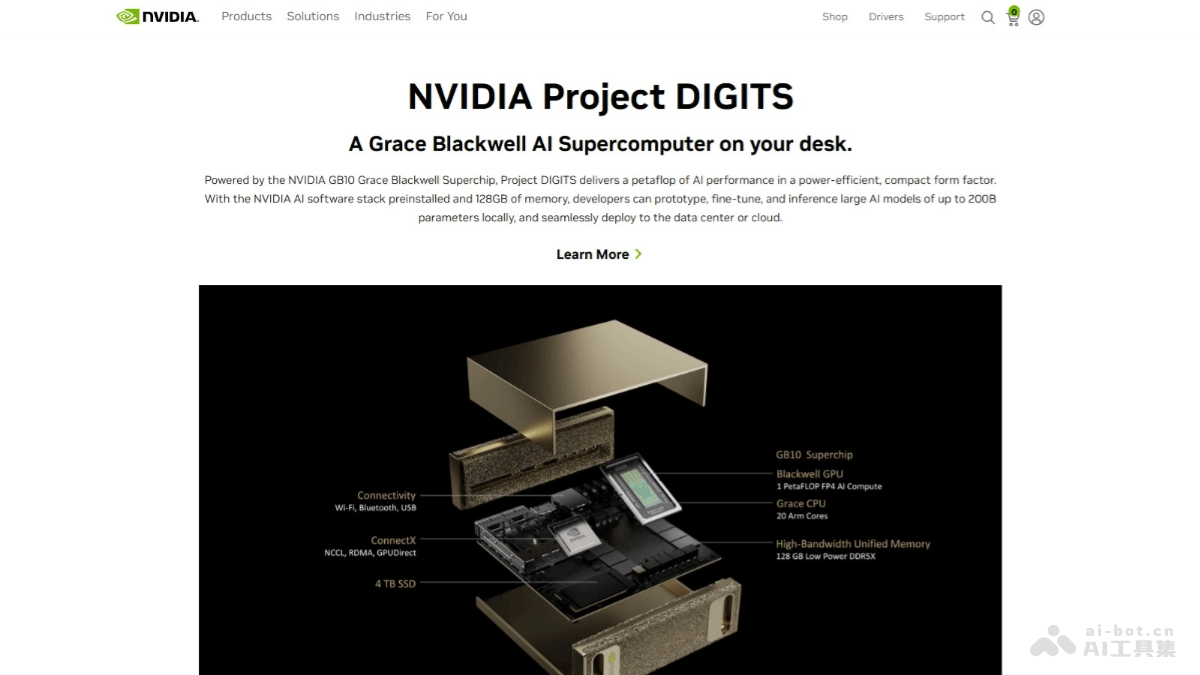 NVIDIA
Products Solutions Industries For You
Shop Drivers Support
0
NVIDIA Project DIGITS
A Grace Blackwell AI Supercomputer on your desk.
Powered by the NVIDIA GB10 Grace Blackwell Superchip, Project DIGITS delivers a petaflop of AI performance in a power-efficient, compact form factor.
With the NVIDIA AI software stack preinstalled and 128GB of memory, developers can prototype, fine-tune, and inference large AI models of up to 200B
parameters locally, and seamlessly deploy to the data center or cloud.
Learn More
Connectivity
Wi-Fi, Bluetooth, USB
ConnectX
NCCL, RDMA, GPUDirect
4 TB SSD
GB10 Superchip
Blackwell GPU
1 PetaFLOP FP4 AI Compute
Grace CPU
20 Arm Cores
High-Bandwidth Unified Memory
128 GB Low Power DDR5X
NVIDIA
ai-bot.cn
AI工具集